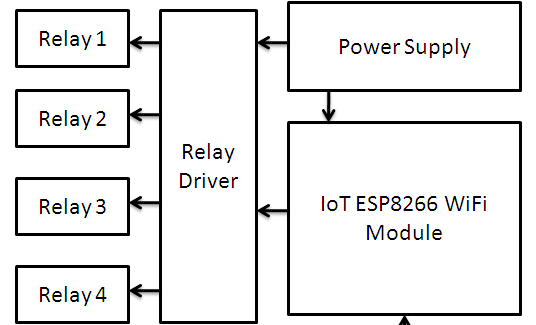 Relay 1
Relay 2
Relay 3
Relay 4
Relay
Driver
Power Supply
IoT ESP8266 WiFi
Module